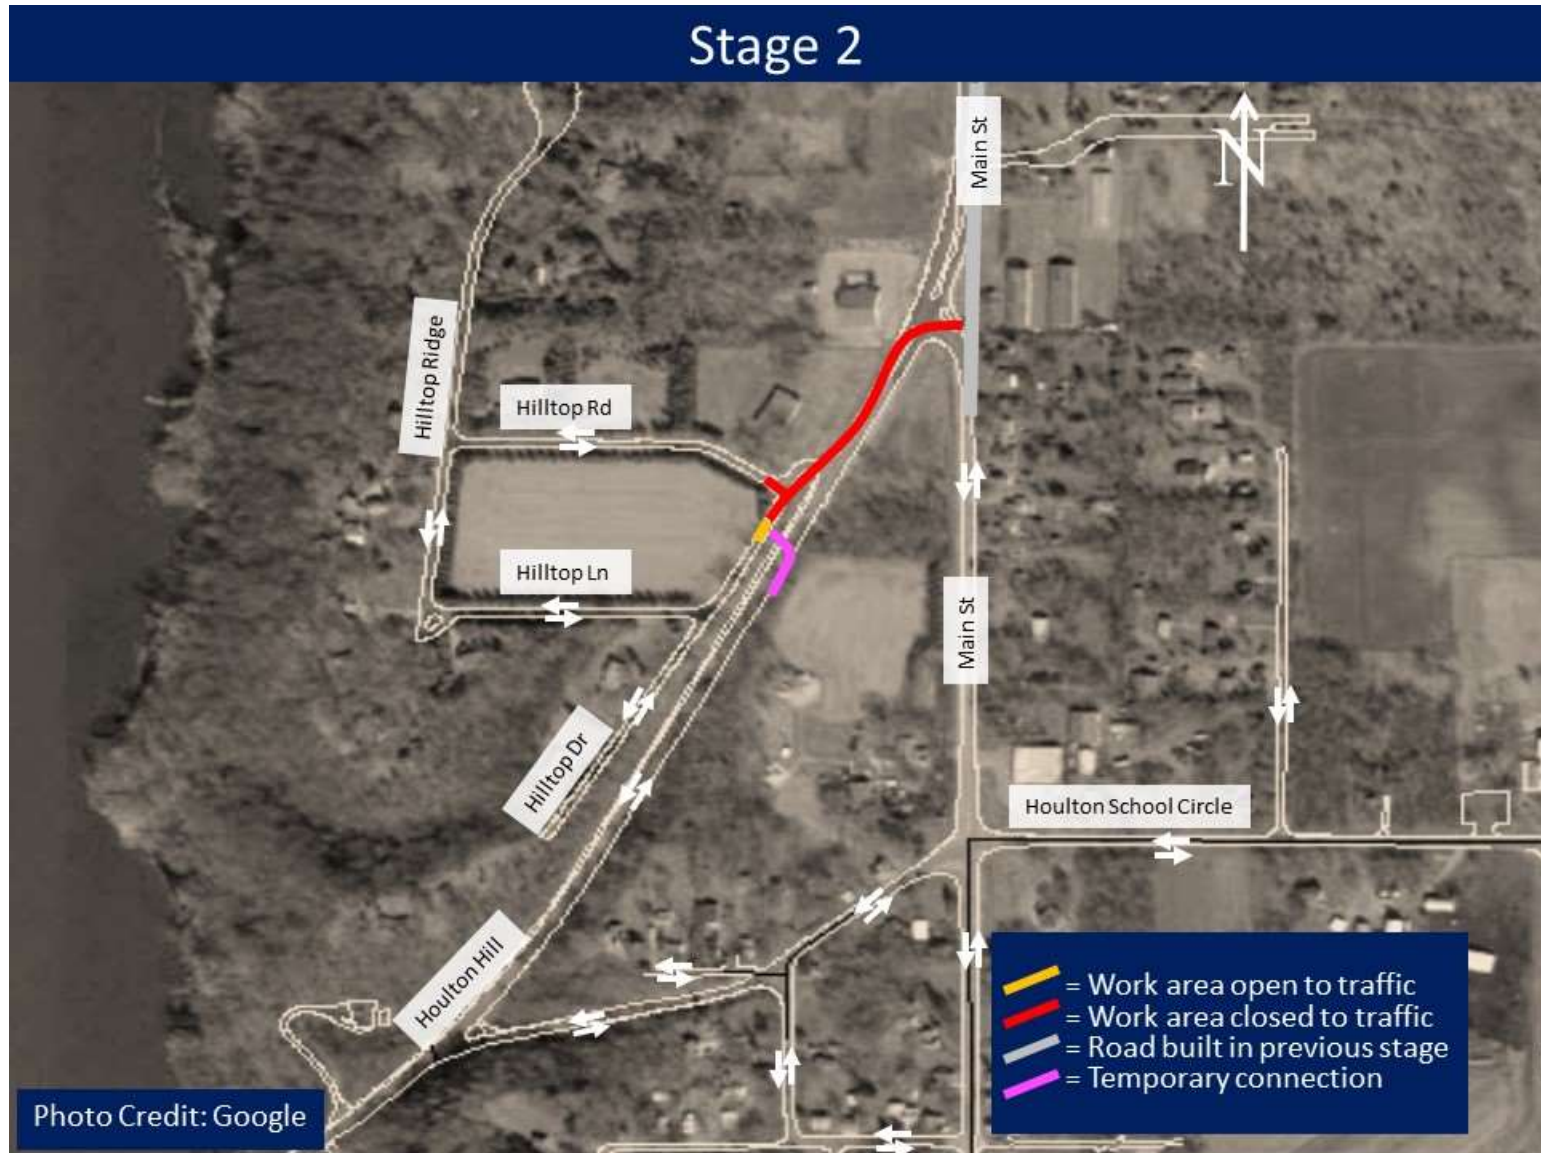 Stage 2
Main St
N
Hilltop Ridge
Hilltop Rd
Hilltop Ln
Main St
Hilltop Dr
Houlton School Circle
Houlton Hill
= Work area open to traffic
= Work area closed to traffic
= Road built in previous stage
= Temporary connection
Photo Credit: Google